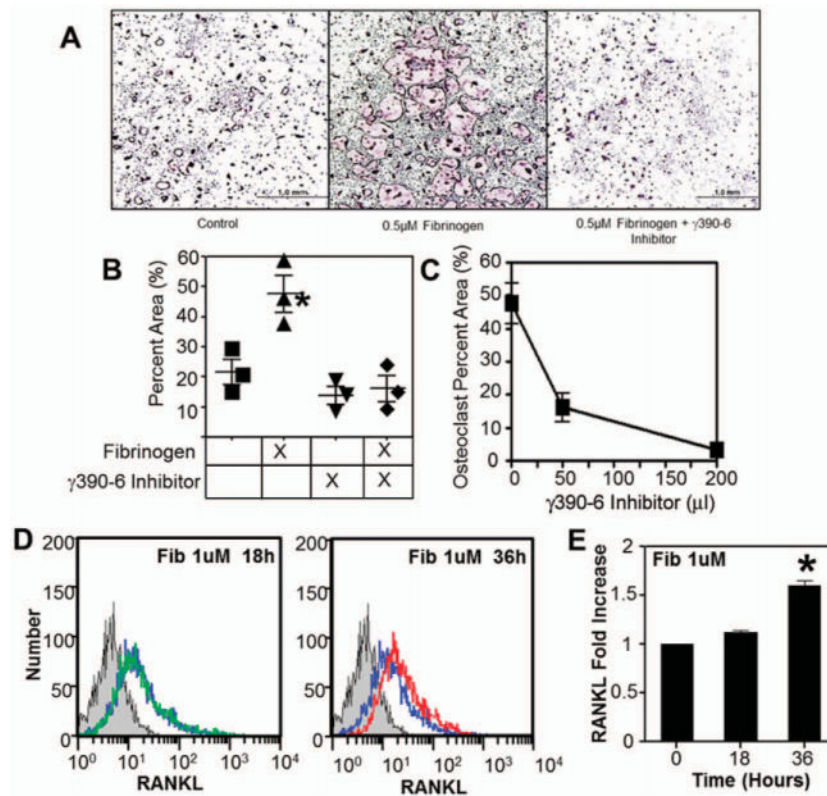 A
1.0 mm
1.0 mm
Control
0.5μM Fibrinogen
0.5μM Fibrinogen + γ390-6
Inhibitor
B
Percent Area (%)
60
50
40
30
20
10
*
Fibrinogen X X
γ390-6 Inhibitor X X
C
Osteoclast Percent Area (%)
60
50
40
30
20
10
0
0 50 100 150 200
γ390-6 Inhibitor (μl)
D
Number
200
150
100
50
0
Fib 1uM 18h
10⁰ 10¹ 10² 10³ 10⁴
RANKL
200
150
100
50
0
Fib 1uM 36h
10⁰ 10¹ 10² 10³ 10⁴
RANKL
E
RANKL Fold Increase
2
1.5
1
0.5
Fib 1uM
*
0 18 36
Time (Hours)